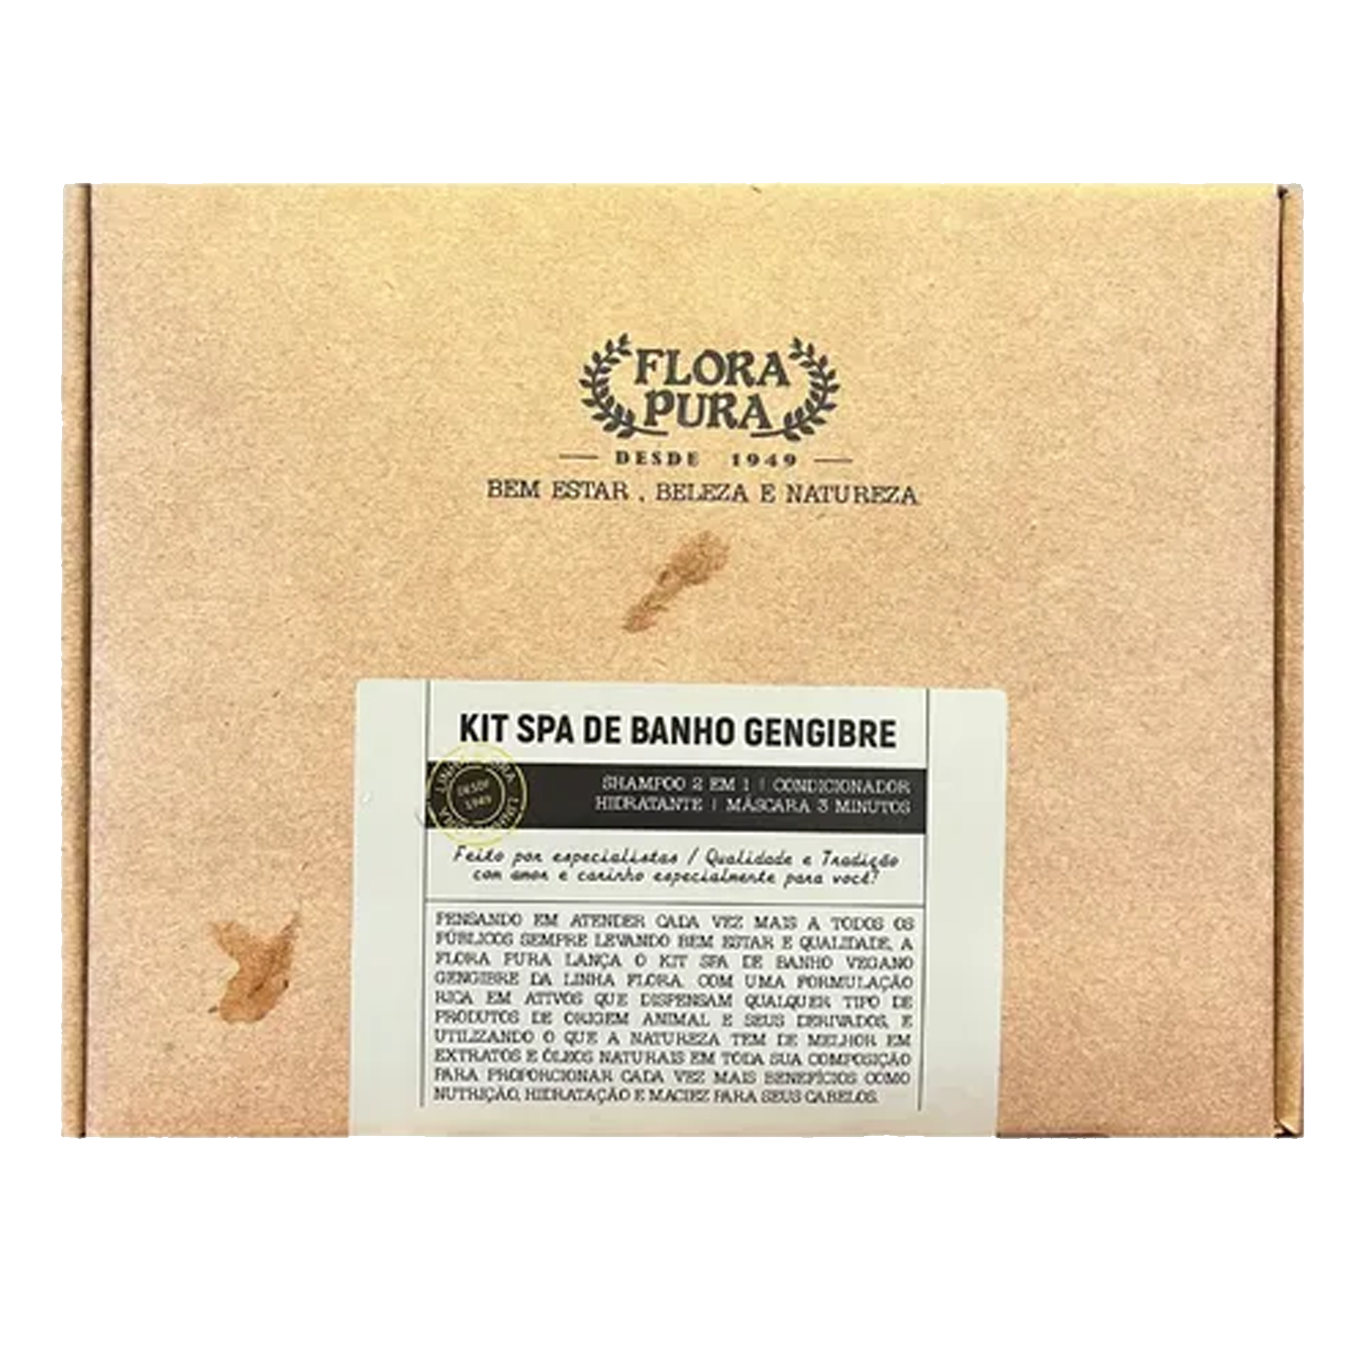 FLORA
PURA
DESDE 1949
BEM ESTAR , BELEZA E NATUREZA
KIT SPA DE BANHO GENGIBRE
SHAMPOO 2 EM 1 | CONDICIONADOR
HIDRATANTE | MÁSCARA 3 MINUTOS
DESDE
1949
Feito por especialistas / Qualidade e Tradição
com amor e carinho especialmente para você!
PENSANDO EM ATENDER CADA VEZ MAIS A TODOS OS
PÚBLICOS SEMPRE LEVANDO BEM ESTAR E QUALIDADE, A
FLORA PURA LANÇA O KIT SPA DE BANHO VEGANO
GENGIBRE DA LINHA FLORA. COM UMA FORMULAÇÃO
RICA EM ATIVOS QUE DISPENSAM QUALQUER TIPO DE
PRODUTOS DE ORIGEM ANIMAL E SEUS DERIVADOS, E
UTILIZANDO O QUE A NATUREZA TEM DE MELHOR EM
EXTRATOS E ÓLEOS NATURAIS EM TODA SUA COMPOSIÇÃO
PARA PROPORCIONAR CADA VEZ MAIS BENEFÍCIOS COMO
NUTRIÇÃO, HIDRATAÇÃO E MACIEZ PARA SEUS CABELOS.